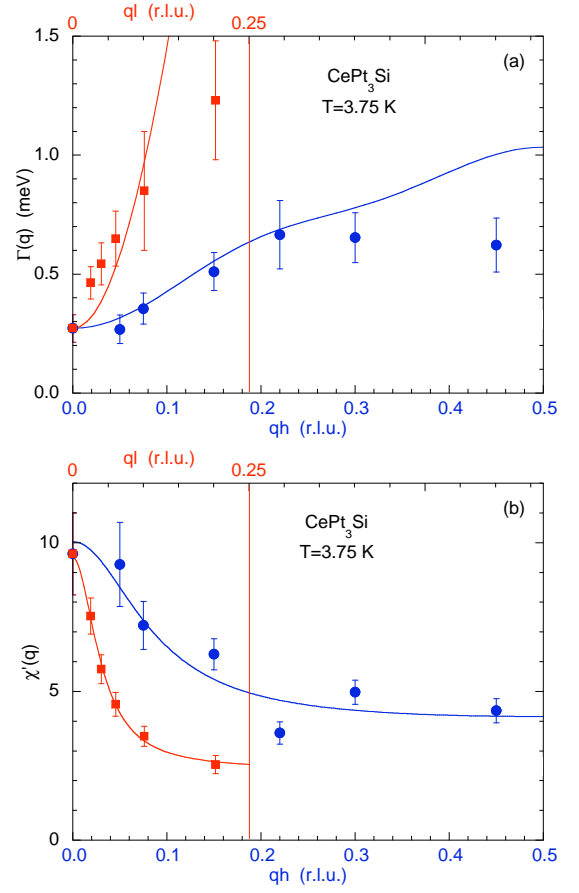 ql (r.l.u.)
0 0.25
1.5
(a)
CePt₃Si
T=3.75 K
1.0
Γ(q) (meV)
0.5
0.0
0.0 0.1 0.2 0.3 0.4 0.5
qh (r.l.u.)
ql (r.l.u.)
0 0.25
(b)
CePt₃Si
T=3.75 K
10
χ'(q)
5
0
0.0 0.1 0.2 0.3 0.4 0.5
qh (r.l.u.)